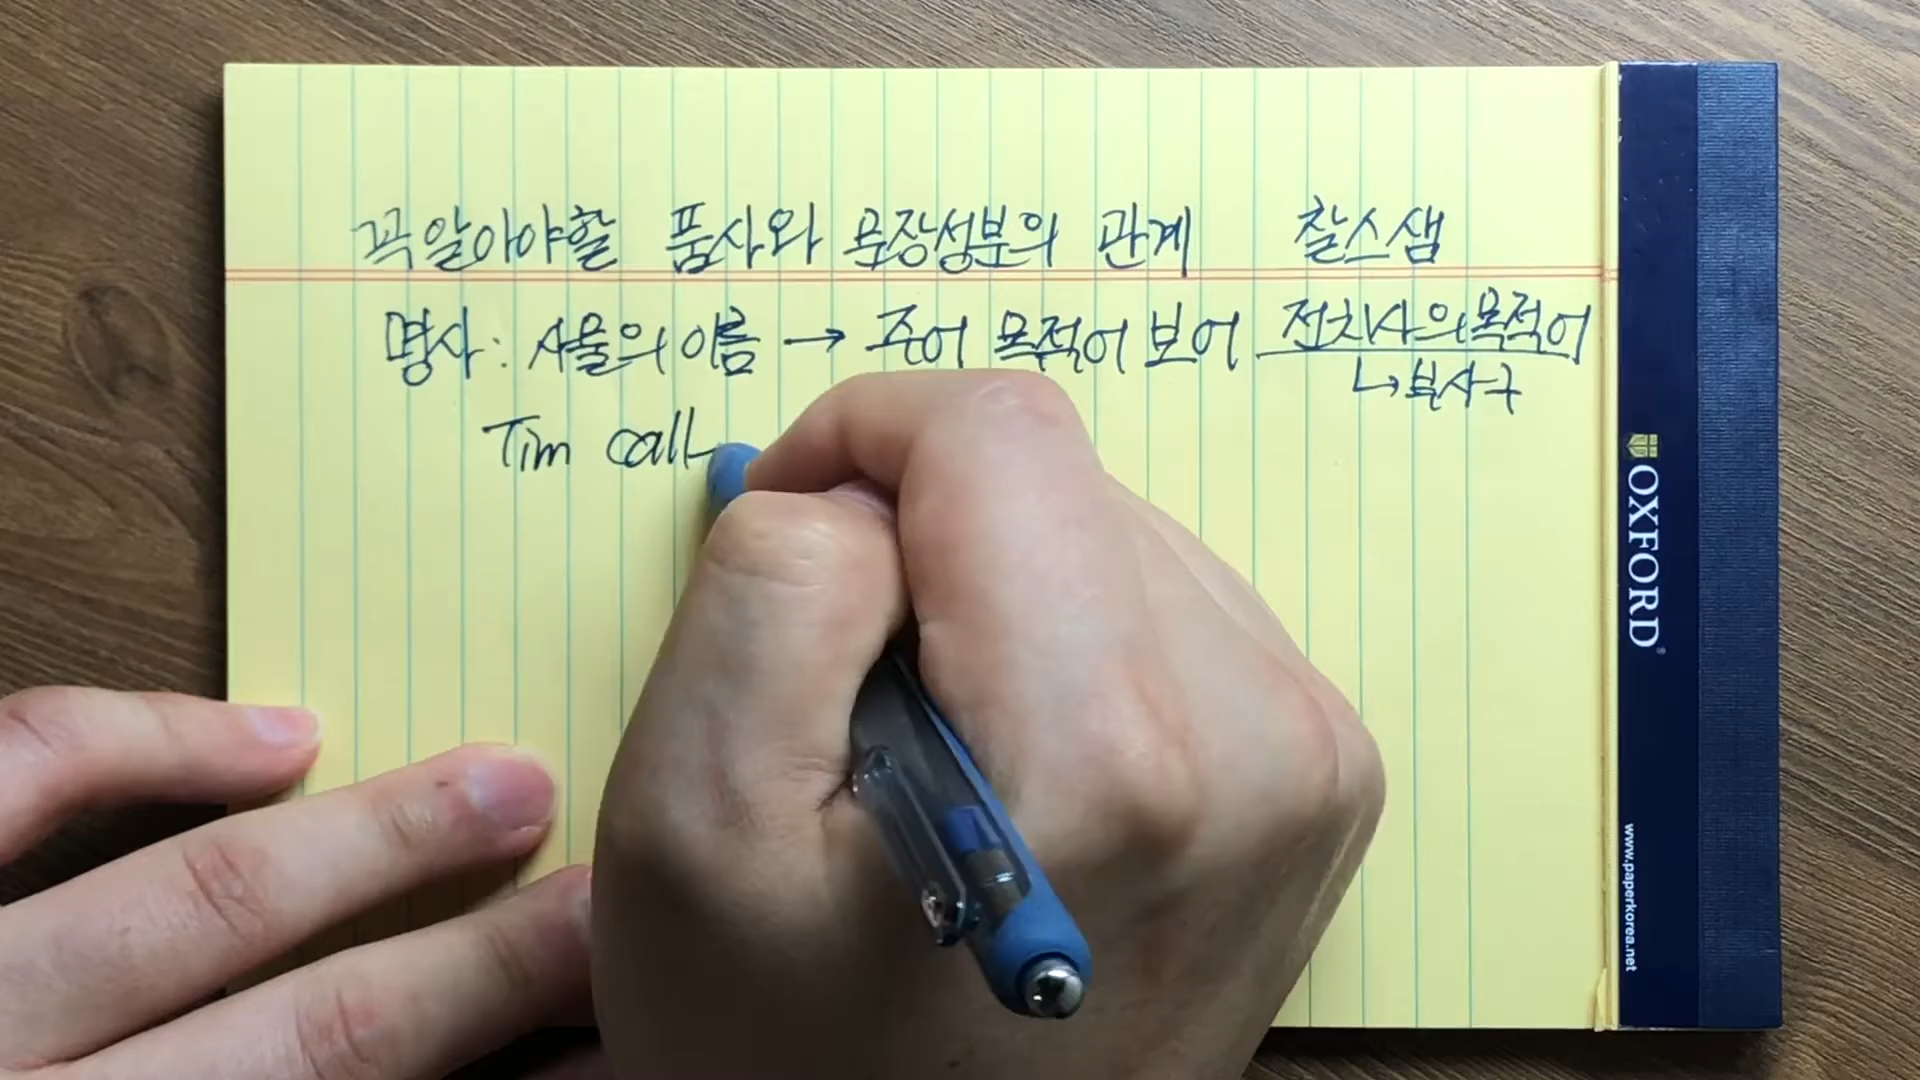 꼭알아야할 품사와 문장성분의 관계 찰스샘
명사: 사물의 이름 → 주어 목적어 보어 전치사의목적어
↳부사구
Tim call
OXFORD
www.paperkorea.net